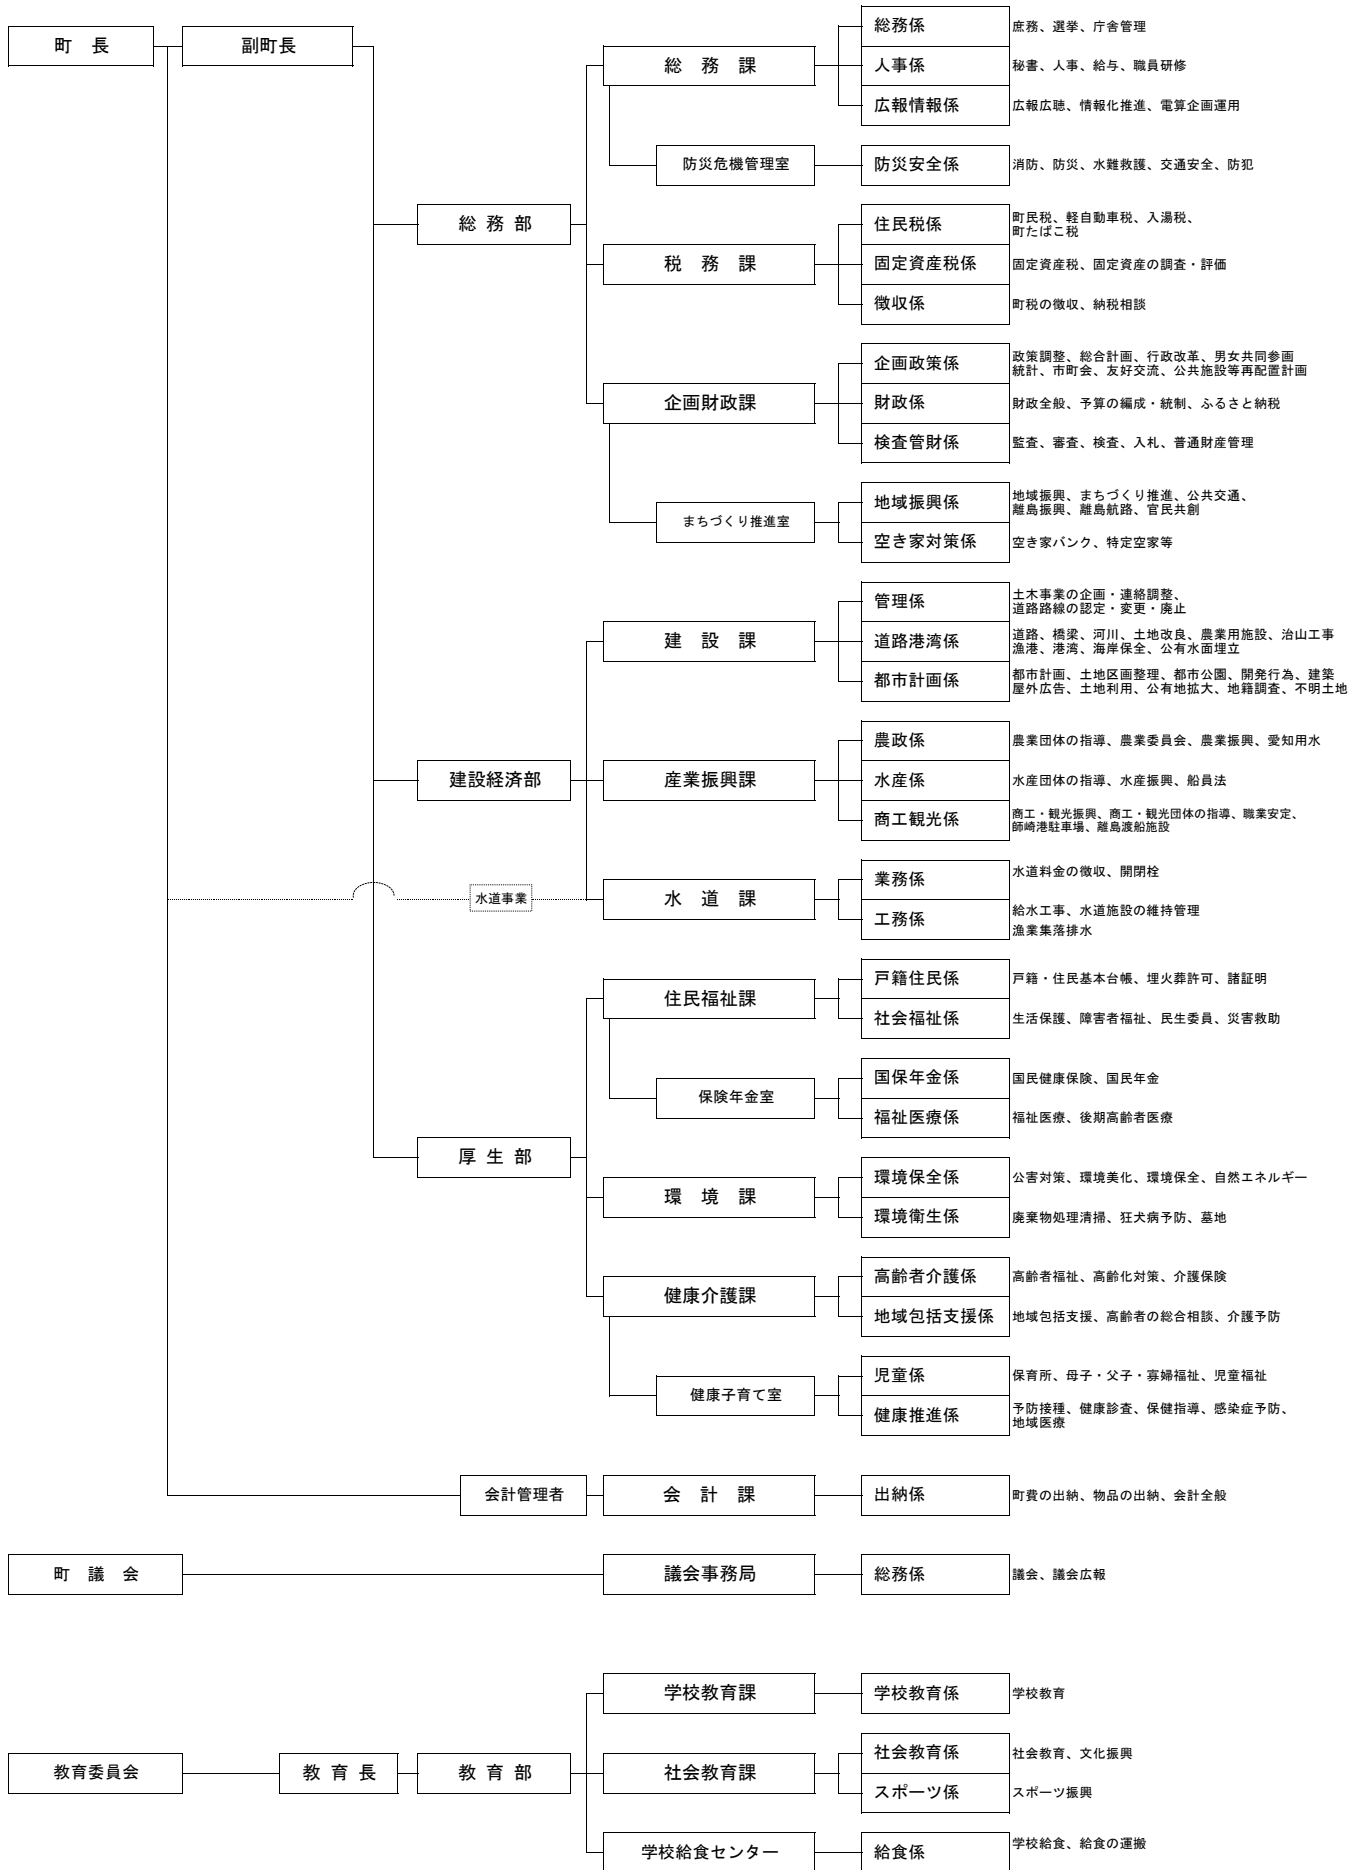 町　長
副町長
総務係
庶務、選挙、庁舎管理
総　務　課
人事係
秘書、人事、給与、職員研修
広報情報係
広報広聴、情報化推進、電算企画運用
防災危機管理室
防災安全係
消防、防災、水難救護、交通安全、防犯
総 務 部
住民税係
町民税、軽自動車税、入湯税、
町たばこ税
税　務　課
固定資産税係
固定資産税、固定資産の調査・評価
徴収係
町税の徴収、納税相談
企画政策係
政策調整、総合計画、行政改革、男女共同参画
統計、市町会、友好交流、公共施設等再配置計画
企画財政課
財政係
財政全般、予算の編成・統制、ふるさと納税
検査管財係
監査、審査、検査、入札、普通財産管理
まちづくり推進室
地域振興係
地域振興、まちづくり推進、公共交通、
離島振興、離島航路、官民共創
空き家対策係
空き家バンク、特定空家等
管理係
土木事業の企画・連絡調整、
道路路線の認定・変更・廃止
建　設　課
道路港湾係
道路、橋梁、河川、土地改良、農業用施設、治山工事
漁港、港湾、海岸保全、公有水面埋立
都市計画係
都市計画、土地区画整理、都市公園、開発行為、建築
屋外広告、土地利用、公有地拡大、地籍調査、不明土地
農政係
農業団体の指導、農業委員会、農業振興、愛知用水
建設経済部
産業振興課
水産係
水産団体の指導、水産振興、船員法
商工観光係
商工・観光振興、商工・観光団体の指導、職業安定、
師崎港駐車場、離島渡船施設
水道事業
水　道　課
業務係
水道料金の徴収、開閉栓
工務係
給水工事、水道施設の維持管理
漁業集落排水
住民福祉課
戸籍住民係
戸籍・住民基本台帳、埋火葬許可、諸証明
社会福祉係
生活保護、障害者福祉、民生委員、災害救助
保険年金室
国保年金係
国民健康保険、国民年金
福祉医療係
福祉医療、後期高齢者医療
厚 生 部
環　境　課
環境保全係
公害対策、環境美化、環境保全、自然エネルギー
環境衛生係
廃棄物処理清掃、狂犬病予防、墓地
健康介護課
高齢者介護係
高齢者福祉、高齢化対策、介護保険
地域包括支援係
地域包括支援、高齢者の総合相談、介護予防
健康子育て室
児童係
保育所、母子・父子・寡婦福祉、児童福祉
健康推進係
予防接種、健康診査、保健指導、感染症予防、
地域医療
会計管理者
会　計　課
出納係
町費の出納、物品の出納、会計全般
町　議　会
議会事務局
総務係
議会、議会広報
学校教育課
学校教育係
学校教育
教育委員会
教 育 長
教 育 部
社会教育課
社会教育係
社会教育、文化振興
スポーツ係
スポーツ振興
学校給食センター
給食係
学校給食、給食の運搬